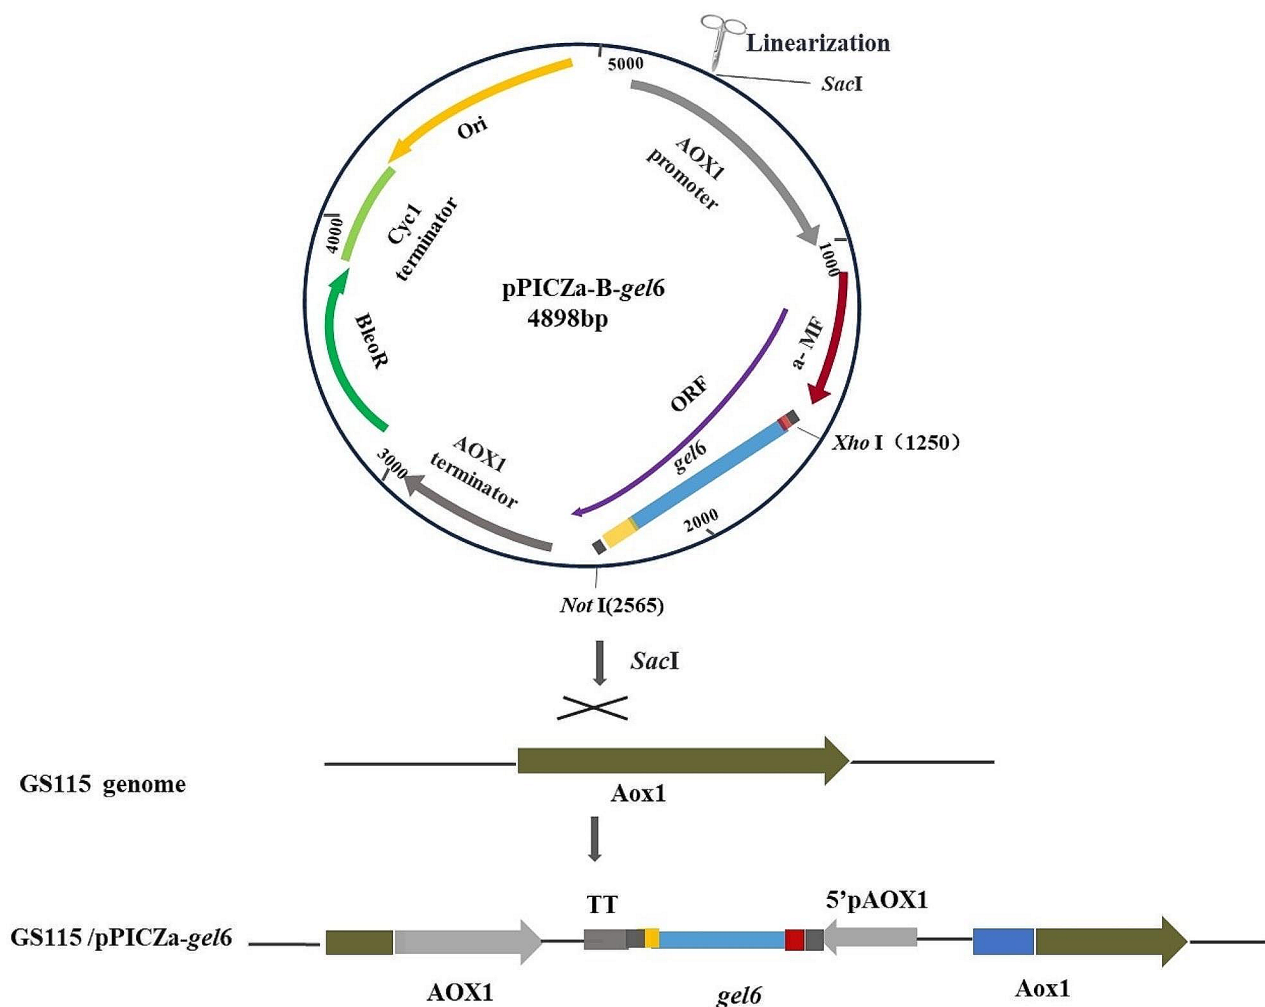 Linearization
SacI
5000
Ori
AOX1
promoter
Cyc1
terminator
4000
1000
pPICZa-B-gel6
4898bp
BleoR
a- MF
ORF
gel6
Xho I（1250）
AOX1
terminator
3000
2000
Not I(2565)
SacI
GS115 genome
Aox1
TT
5’pAOX1
GS115 /pPICZa-gel6
AOX1
gel6
Aox1